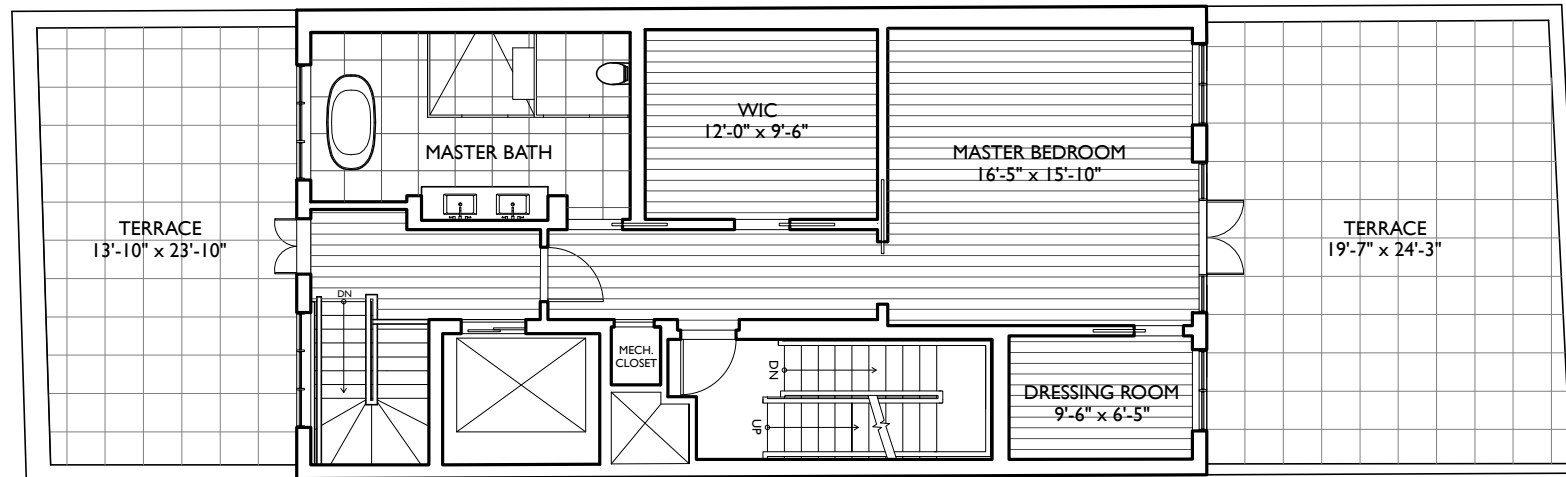 WIC
12'-0" x 9'-6"
MASTER BATH
MASTER BEDROOM
16'-5" x 15'-10"
TERRACE
13'-10" x 23'-10"
TERRACE
19'-7" x 24'-3"
DN
MECH.
CLOSET
DN
UP
DRESSING ROOM
9'-6" x 6'-5"